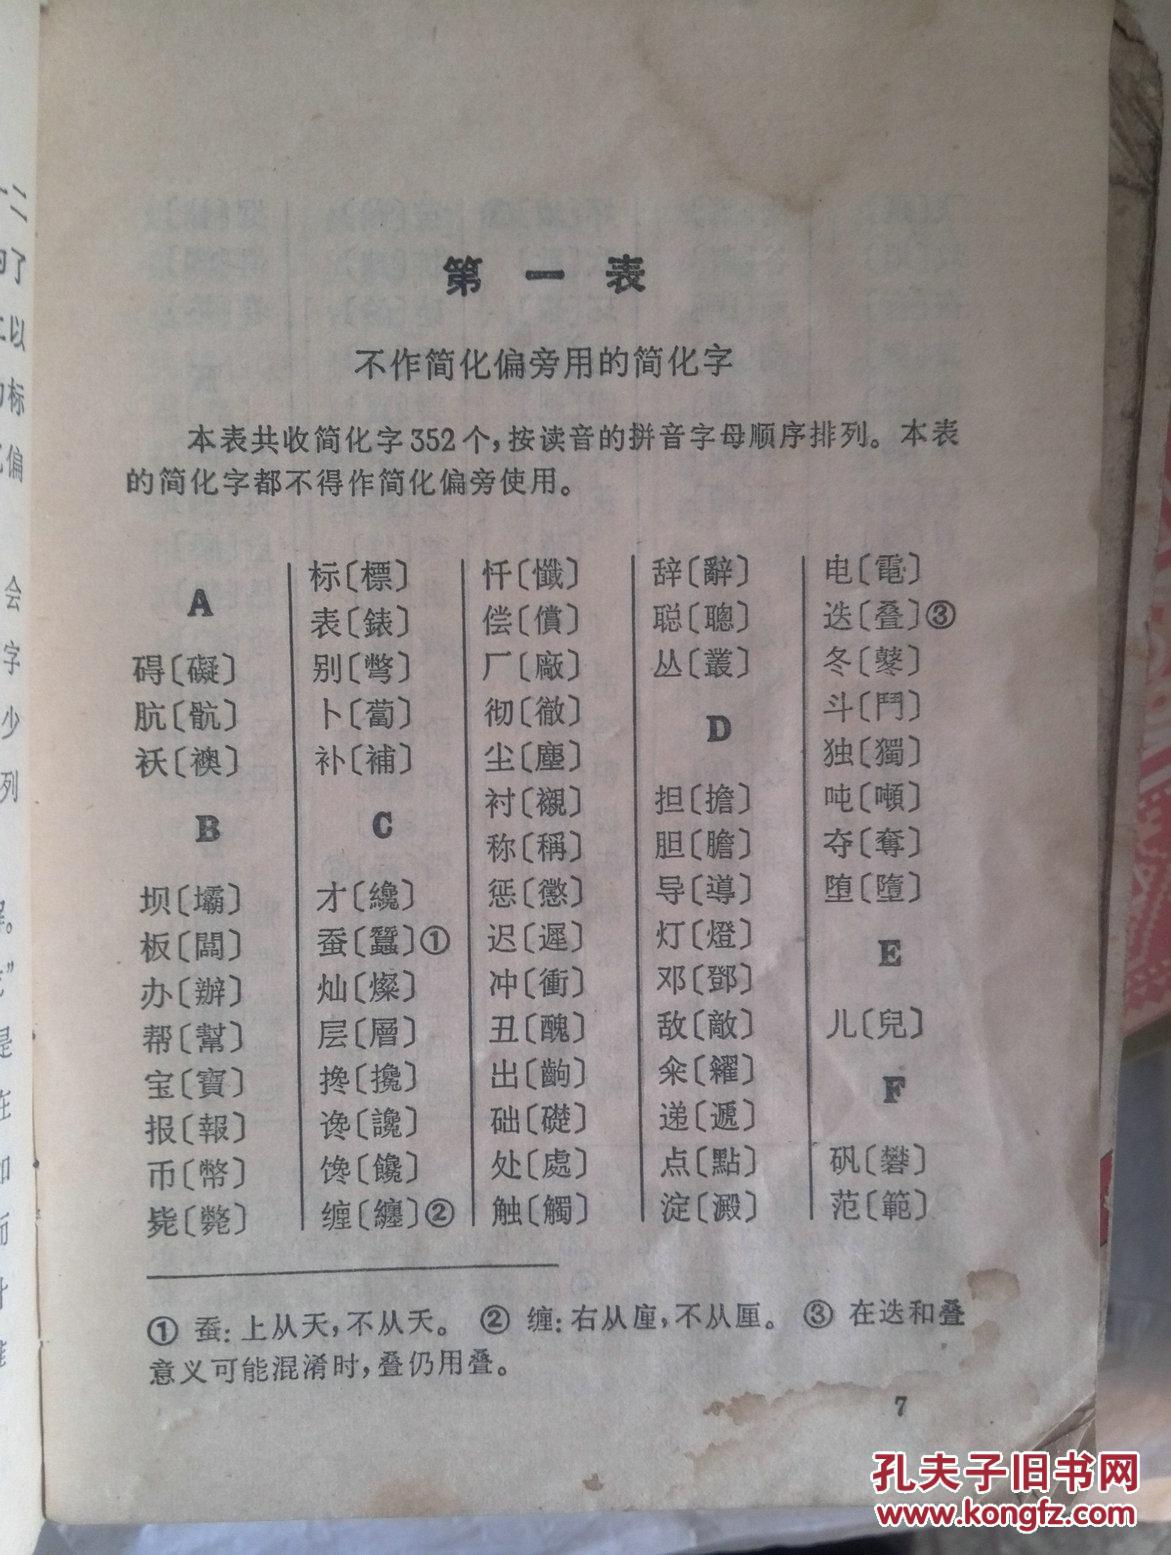 第一表
不作简化偏旁用的简化字
本表共收简化字352个,按读音的拼音字母顺序排列。本表
的简化字都不得作简化偏旁使用。
A
碍〔礙〕
肮〔骯〕
袄〔襖〕
B
坝〔壩〕
板〔闆〕
办〔辦〕
帮〔幫〕
宝〔寶〕
报〔報〕
币〔幣〕
毙〔斃〕
标〔標〕
表〔錶〕
别〔彆〕
卜〔蔔〕
补〔補〕
C
才〔纔〕
蚕〔蠶〕①
灿〔燦〕
层〔層〕
搀〔攙〕
谗〔讒〕
馋〔饞〕
缠〔纏〕②
忏〔懺〕
偿〔償〕
厂〔廠〕
彻〔徹〕
尘〔塵〕
衬〔襯〕
称〔稱〕
惩〔懲〕
迟〔遲〕
冲〔衝〕
丑〔醜〕
出〔齣〕
础〔礎〕
处〔處〕
触〔觸〕
辞〔辭〕
聪〔聰〕
丛〔叢〕
D
担〔擔〕
胆〔膽〕
导〔導〕
灯〔燈〕
邓〔鄧〕
敌〔敵〕
籴〔糴〕
递〔遞〕
点〔點〕
淀〔澱〕
电〔電〕
迭〔叠〕③
冬〔鼕〕
斗〔鬥〕
独〔獨〕
吨〔噸〕
夺〔奪〕
堕〔墮〕
E
儿〔兒〕
F
矾〔礬〕
范〔範〕
① 蚕:上从天,不从夭。 ② 缠:右从㢆,不从厘。 ③ 在迭和叠
意义可能混淆时,叠仍用叠。
7
孔夫子旧书网
www.kongfz.com